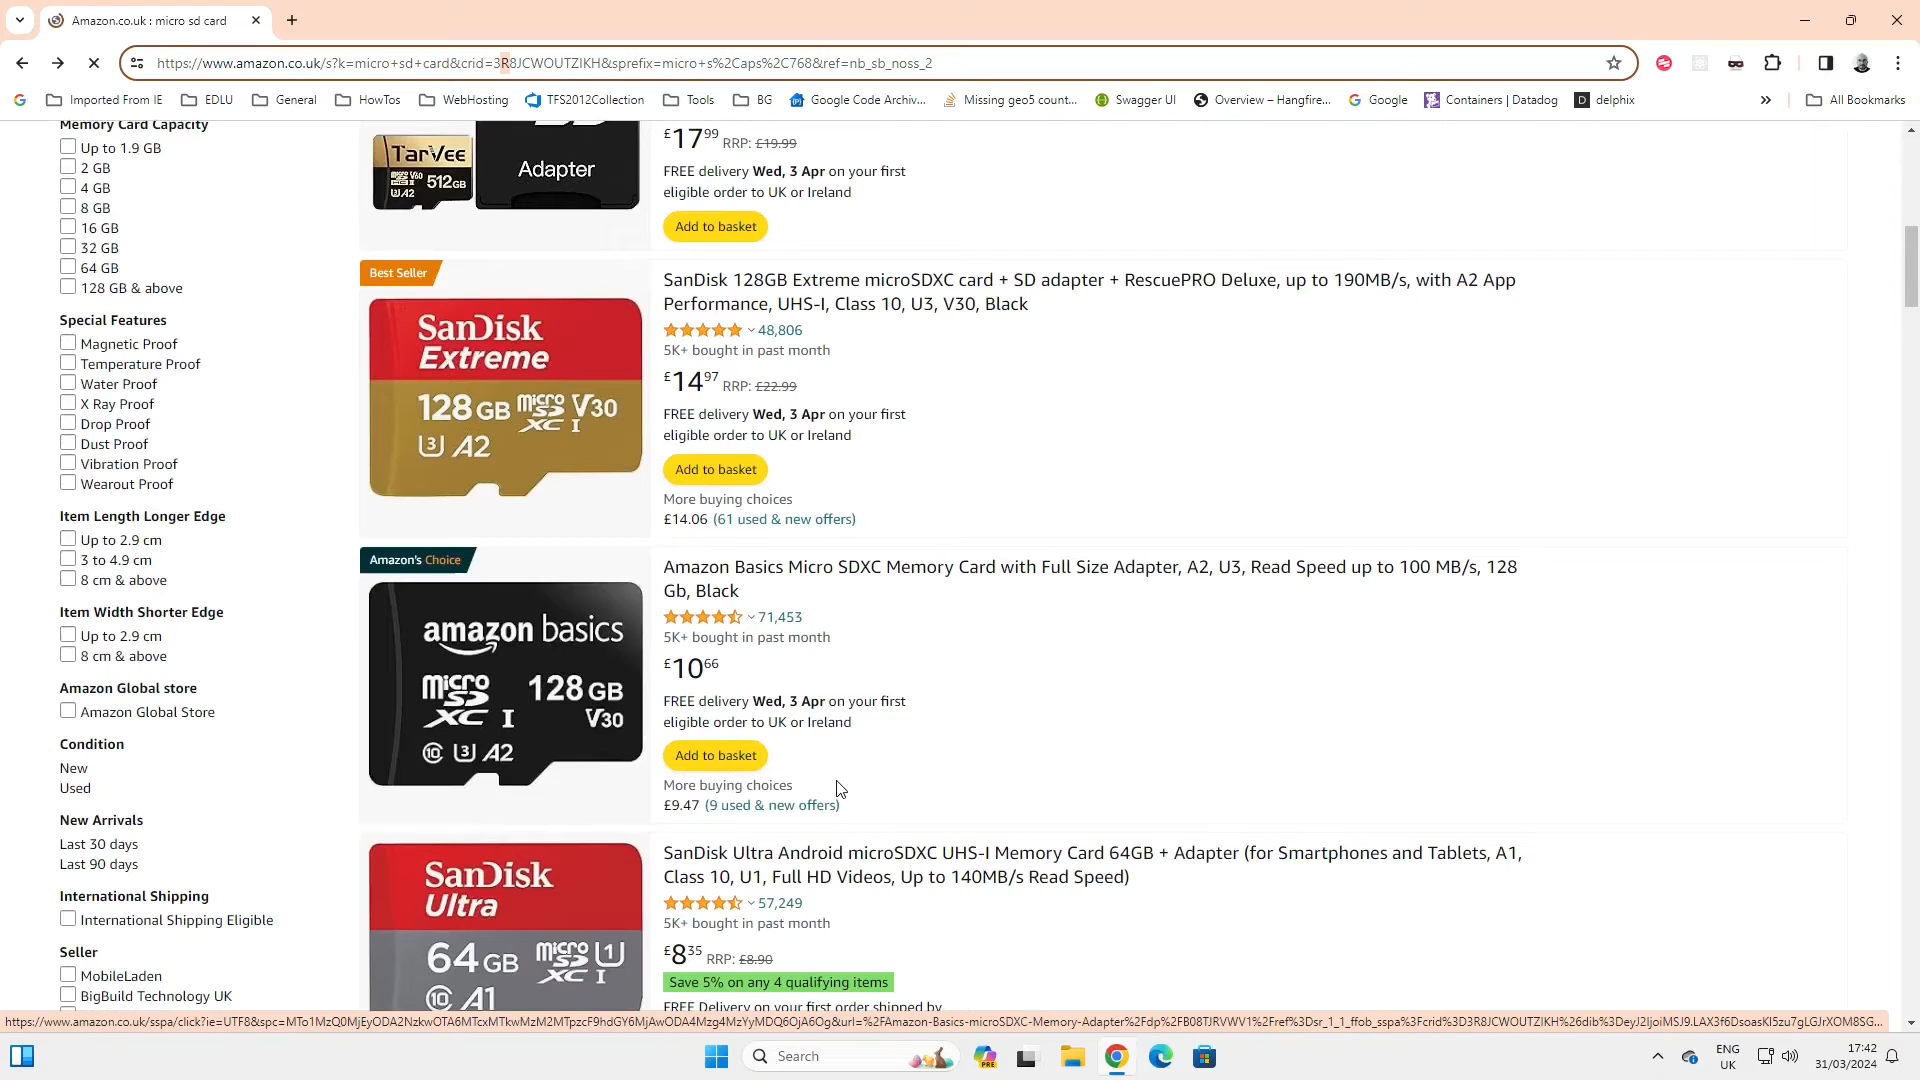 Amazon.co.uk : micro sd card
https://www.amazon.co.uk/s?k=micro+sd+card&crid=3R8JCWOUTZIKH&sprefix=micro+s%2Caps%2C768&ref=nb_sb_noss_2
Imported From IE
EDLU
General
HowTos
WebHosting
TFS2012Collection
Tools
BG
Google Code Archiv...
Missing geo5 count...
Swagger UI
Overview – Hangfire...
Google
Containers | Datadog
delphix
All Bookmarks
Memory Card Capacity
Up to 1.9 GB
2 GB
4 GB
8 GB
16 GB
32 GB
64 GB
128 GB & above
Special Features
Magnetic Proof
Temperature Proof
Water Proof
X Ray Proof
Drop Proof
Dust Proof
Vibration Proof
Wearout Proof
Item Length Longer Edge
Up to 2.9 cm
3 to 4.9 cm
8 cm & above
Item Width Shorter Edge
Up to 2.9 cm
8 cm & above
Amazon Global store
Amazon Global Store
Condition
New
Used
New Arrivals
Last 30 days
Last 90 days
International Shipping
International Shipping Eligible
Seller
MobileLaden
BigBuild Technology UK
TarVee
micro SD XC V60
512GB
U3 A2
Adapter
£17.99 RRP: £19.99
FREE delivery Wed, 3 Apr on your first
eligible order to UK or Ireland
Add to basket
Best Seller
SanDisk
Extreme
128 GB micro SD XC I V30
U3 A2
SanDisk 128GB Extreme microSDXC card + SD adapter + RescuePRO Deluxe, up to 190MB/s, with A2 App
Performance, UHS-I, Class 10, U3, V30, Black
48,806
5K+ bought in past month
£14.97 RRP: £22.99
FREE delivery Wed, 3 Apr on your first
eligible order to UK or Ireland
Add to basket
More buying choices
£14.06 (61 used & new offers)
Amazon's Choice
amazon basics
micro SD XC I
128 GB
V30
10 U3 A2
Amazon Basics Micro SDXC Memory Card with Full Size Adapter, A2, U3, Read Speed up to 100 MB/s, 128
Gb, Black
71,453
5K+ bought in past month
£10.66
FREE delivery Wed, 3 Apr on your first
eligible order to UK or Ireland
Add to basket
More buying choices
£9.47 (9 used & new offers)
SanDisk
Ultra
64 GB micro SD XC I U1
10 A1
SanDisk Ultra Android microSDXC UHS-I Memory Card 64GB + Adapter (for Smartphones and Tablets, A1,
Class 10, U1, Full HD Videos, Up to 140MB/s Read Speed)
57,249
5K+ bought in past month
£8.35 RRP: £8.90
Save 5% on any 4 qualifying items
FREE Delivery on your first order shipped by
Search
PRE
ENG
UK
17:42
31/03/2024